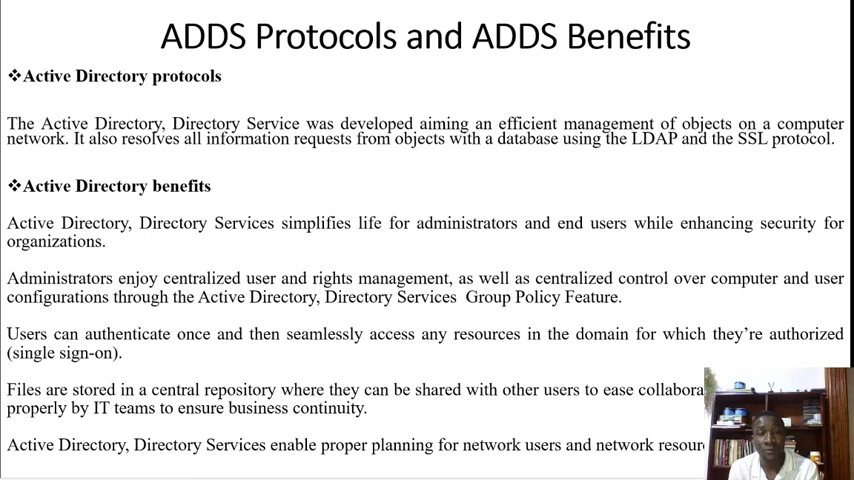 ADDS Protocols and ADDS Benefits
❖Active Directory protocols
The Active Directory, Directory Service was developed aiming an efficient management of objects on a computer
network. It also resolves all information requests from objects with a database using the LDAP and the SSL protocol.
❖Active Directory benefits
Active Directory, Directory Services simplifies life for administrators and end users while enhancing security for
organizations.
Administrators enjoy centralized user and rights management, as well as centralized control over computer and user
configurations through the Active Directory, Directory Services Group Policy Feature.
Users can authenticate once and then seamlessly access any resources in the domain for which they’re authorized
(single sign-on).
Files are stored in a central repository where they can be shared with other users to ease
properly by IT teams to ensure business continuity.
Active Directory, Directory Services enable proper planning for network users and network